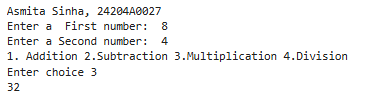 Asmita Sinha, 24204A0027
Enter a  First number:  8
Enter a Second number:  4
1. Addition 2.Subtraction 3.Multiplication 4.Division
Enter choice 3
32